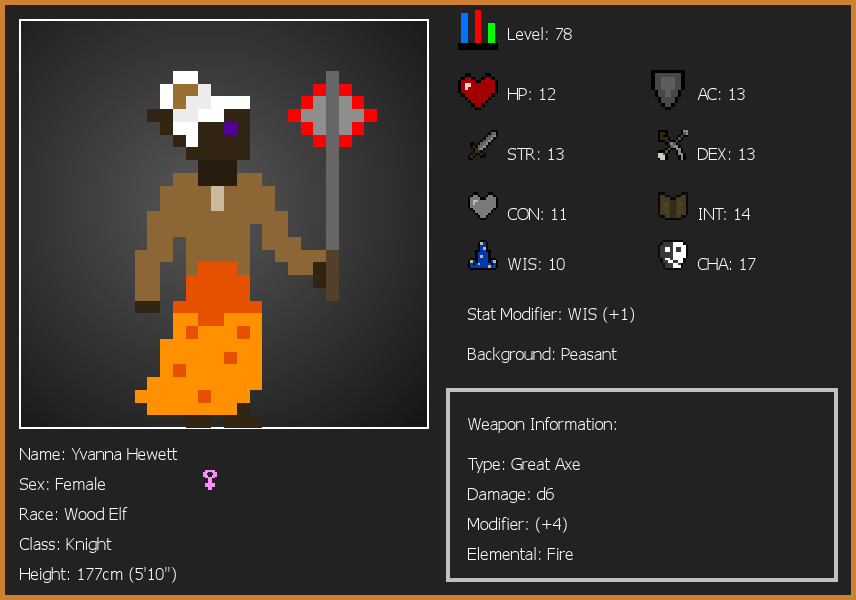 Level: 78
HP: 12
AC: 13
STR: 13
DEX: 13
CON: 11
INT: 14
WIS: 10
CHA: 17
Stat Modifier: WIS (+1)
Background: Peasant
Weapon Information:
Type: Great Axe
Damage: d6
Modifier: (+4)
Elemental: Fire
Name: Yvanna Hewett
Sex: Female
Race: Wood Elf
Class: Knight
Height: 177cm (5'10")